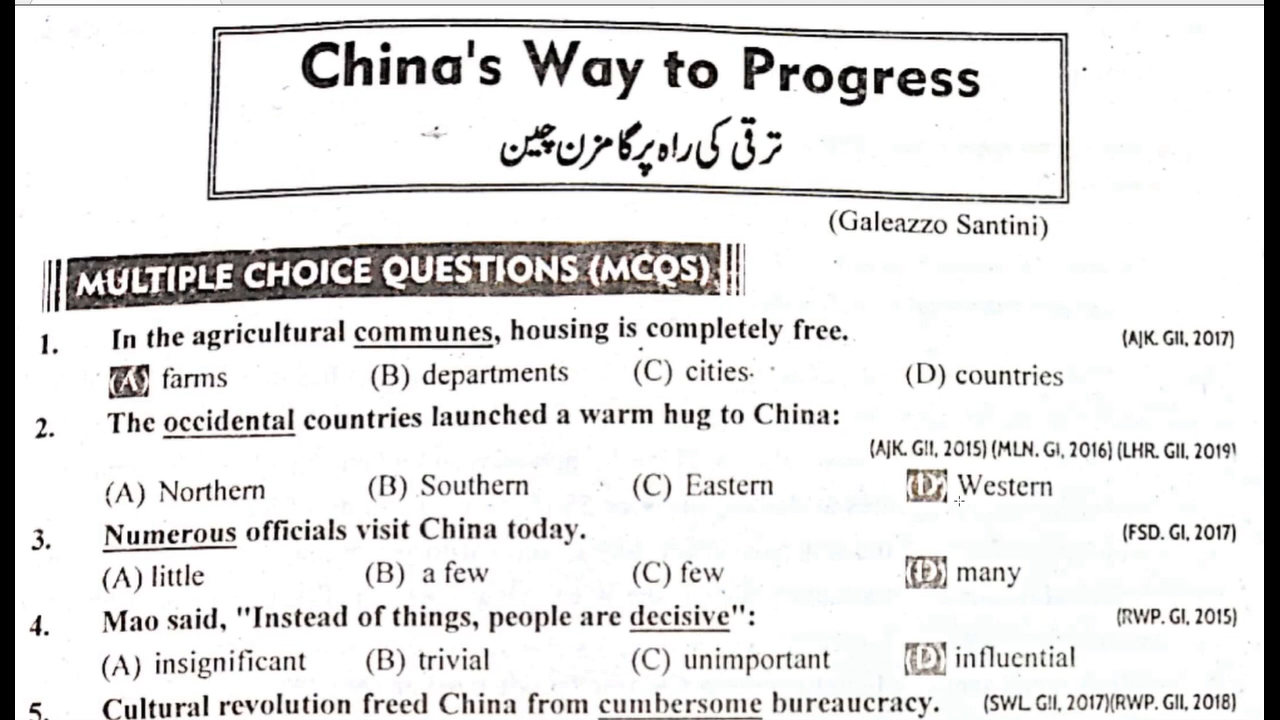 China's Way to Progress
ترقی کی راہ پر گامزن چین
(Galeazzo Santini)
MULTIPLE CHOICE QUESTIONS (MCQS)
1. In the agricultural communes, housing is completely free. (AJK. GII, 2017)
(A) farms (B) departments (C) cities (D) countries
2. The occidental countries launched a warm hug to China:
(AJK. GII, 2015) (MLN. GI, 2016) (LHR. GII, 2019)
(A) Northern (B) Southern (C) Eastern (D) Western
3. Numerous officials visit China today. (FSD. GI, 2017)
(A) little (B) a few (C) few (D) many
4. Mao said, "Instead of things, people are decisive": (RWP. GI, 2015)
(A) insignificant (B) trivial (C) unimportant (D) influential
5. Cultural revolution freed China from cumbersome bureaucracy. (SWL. GII, 2017)(RWP. GII, 2018)